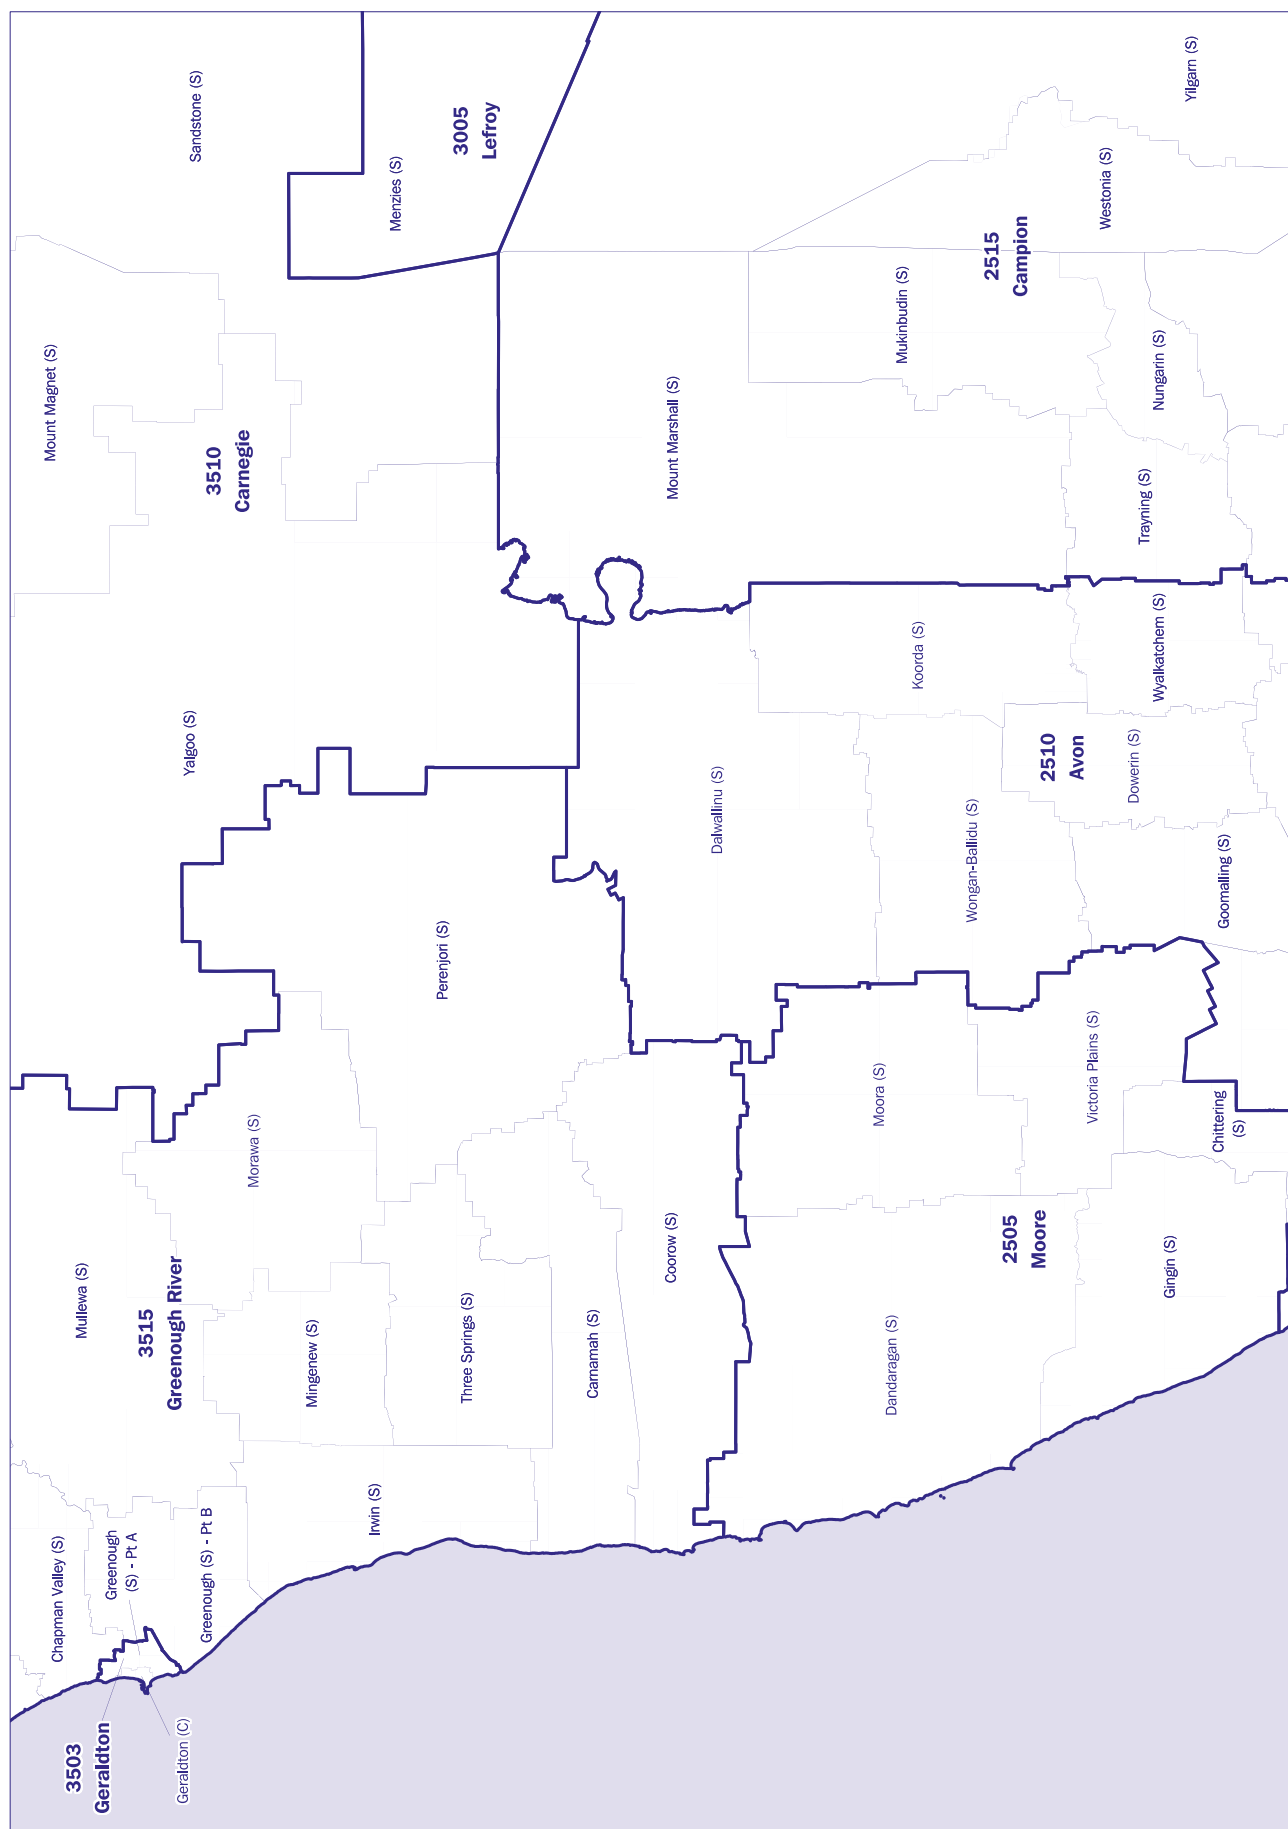 Mount Magnet (S)
Chapman Valley (S)
3503
Geraldton
Mullewa (S)
Greenough
(S) - Pt A
3515
Greenough River
Geraldton (C)
Yalgoo (S)
Sandstone (S)
Greenough (S) - Pt B
3510
Carnegie
Morawa (S)
Mingenew (S)
Irwin (S)
Menzies (S)
Perenjori (S)
3005
Lefroy
Three Springs (S)
Carnamah (S)
Coorow (S)
Mount Marshall (S)
Dalwallinu (S)
Moora (S)
Dandaragan (S)
Mukinbudin (S)
Koorda (S)
Wongan-Ballidu (S)
2515
Campion
2505
Moore
2510
Avon
Victoria Plains (S)
Westonia (S)
Dowerin (S)
Trayning (S)
Wyalkatchem (S)
Nungarin (S)
Gingin (S)
Yilgarn (S)
Chittering
(S)
Goomalling (S)